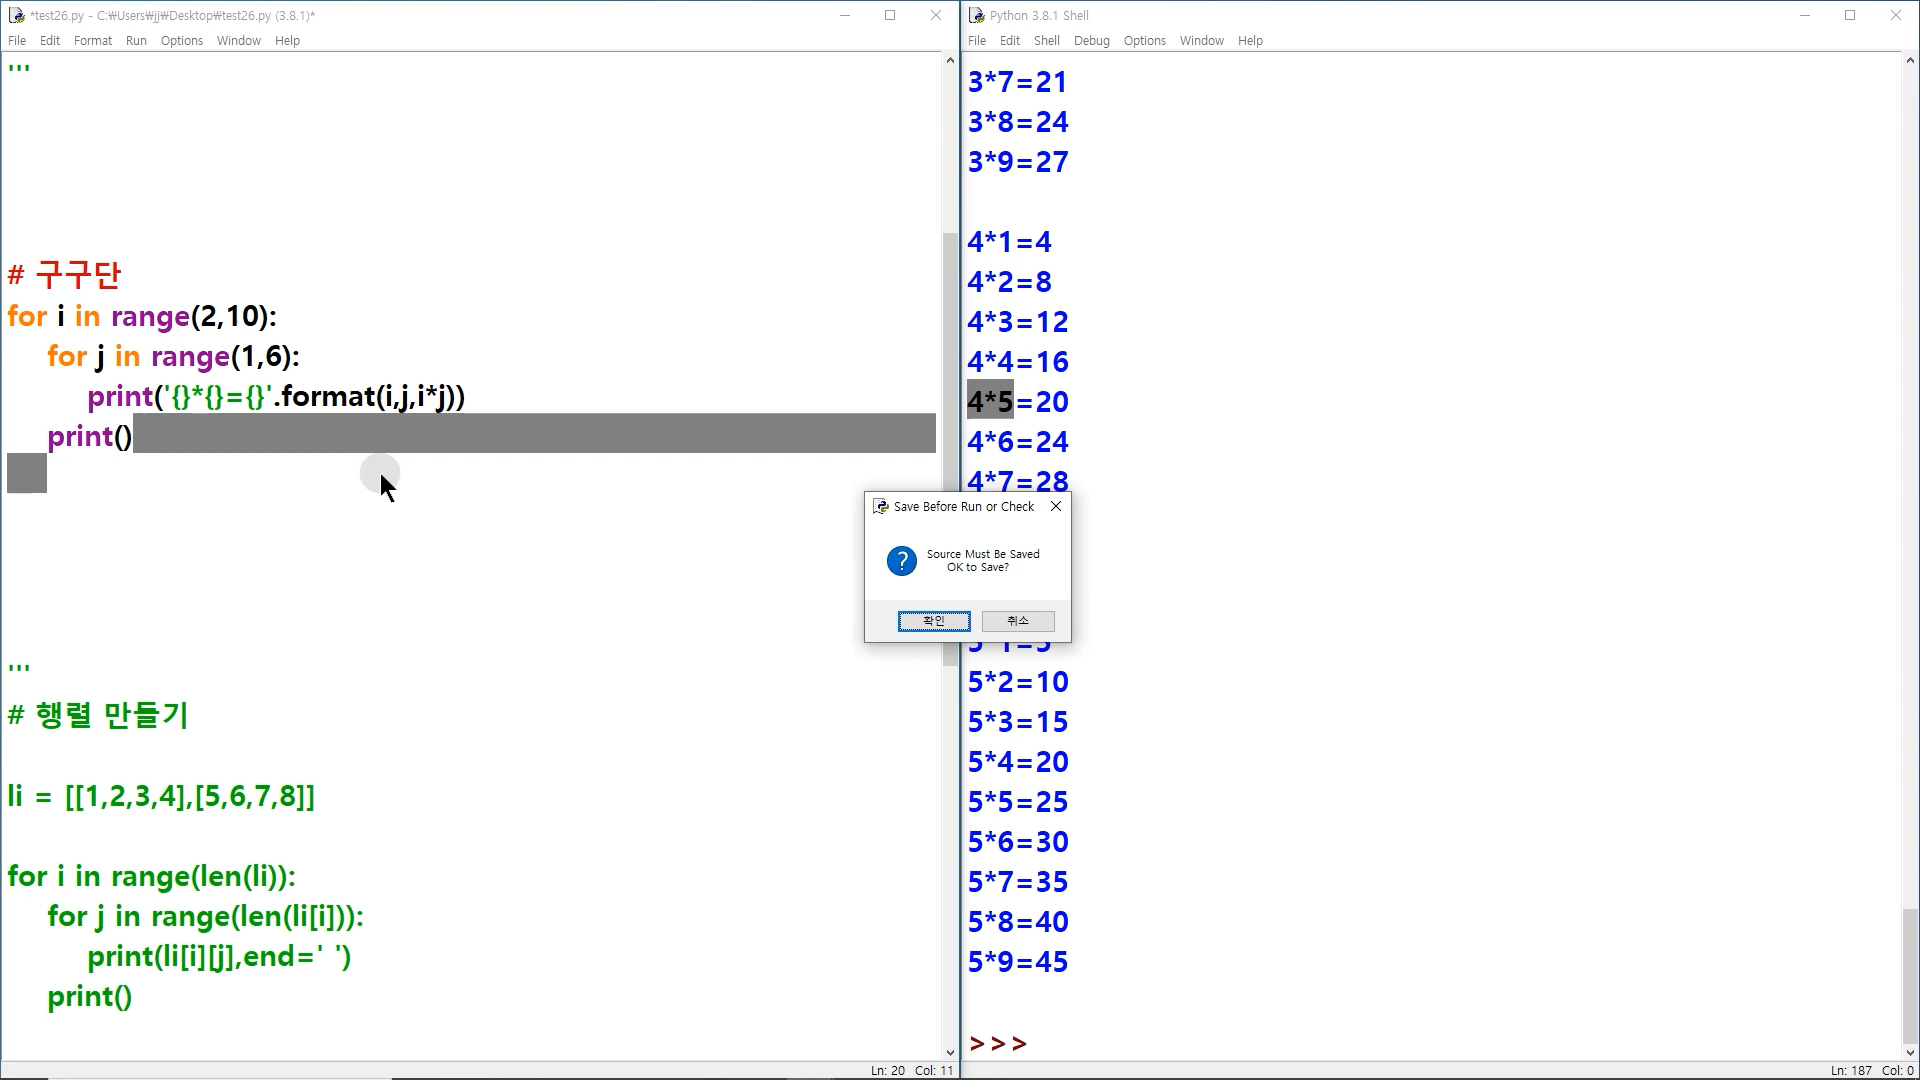 *test26.py - C:₩Users₩jj₩Desktop₩test26.py (3.8.1)*
File Edit Format Run Options Window Help
'''
# 구구단
for i in range(2,10):
for j in range(1,6):
print('{}*{}={}'.format(i,j,i*j))
print()
'''
# 행렬 만들기
li = [[1,2,3,4],[5,6,7,8]]
for i in range(len(li)):
for j in range(len(li[i])):
print(li[i][j],end=' ')
print()
Ln: 20 Col: 11
Python 3.8.1 Shell
File Edit Shell Debug Options Window Help
3*7=21
3*8=24
3*9=27
4*1=4
4*2=8
4*3=12
4*4=16
4*5=20
4*6=24
4*7=28
5*1=5
5*2=10
5*3=15
5*4=20
5*5=25
5*6=30
5*7=35
5*8=40
5*9=45
>>>
Ln: 187 Col: 0
Save Before Run or Check
Source Must Be Saved
OK to Save?
확인 취소